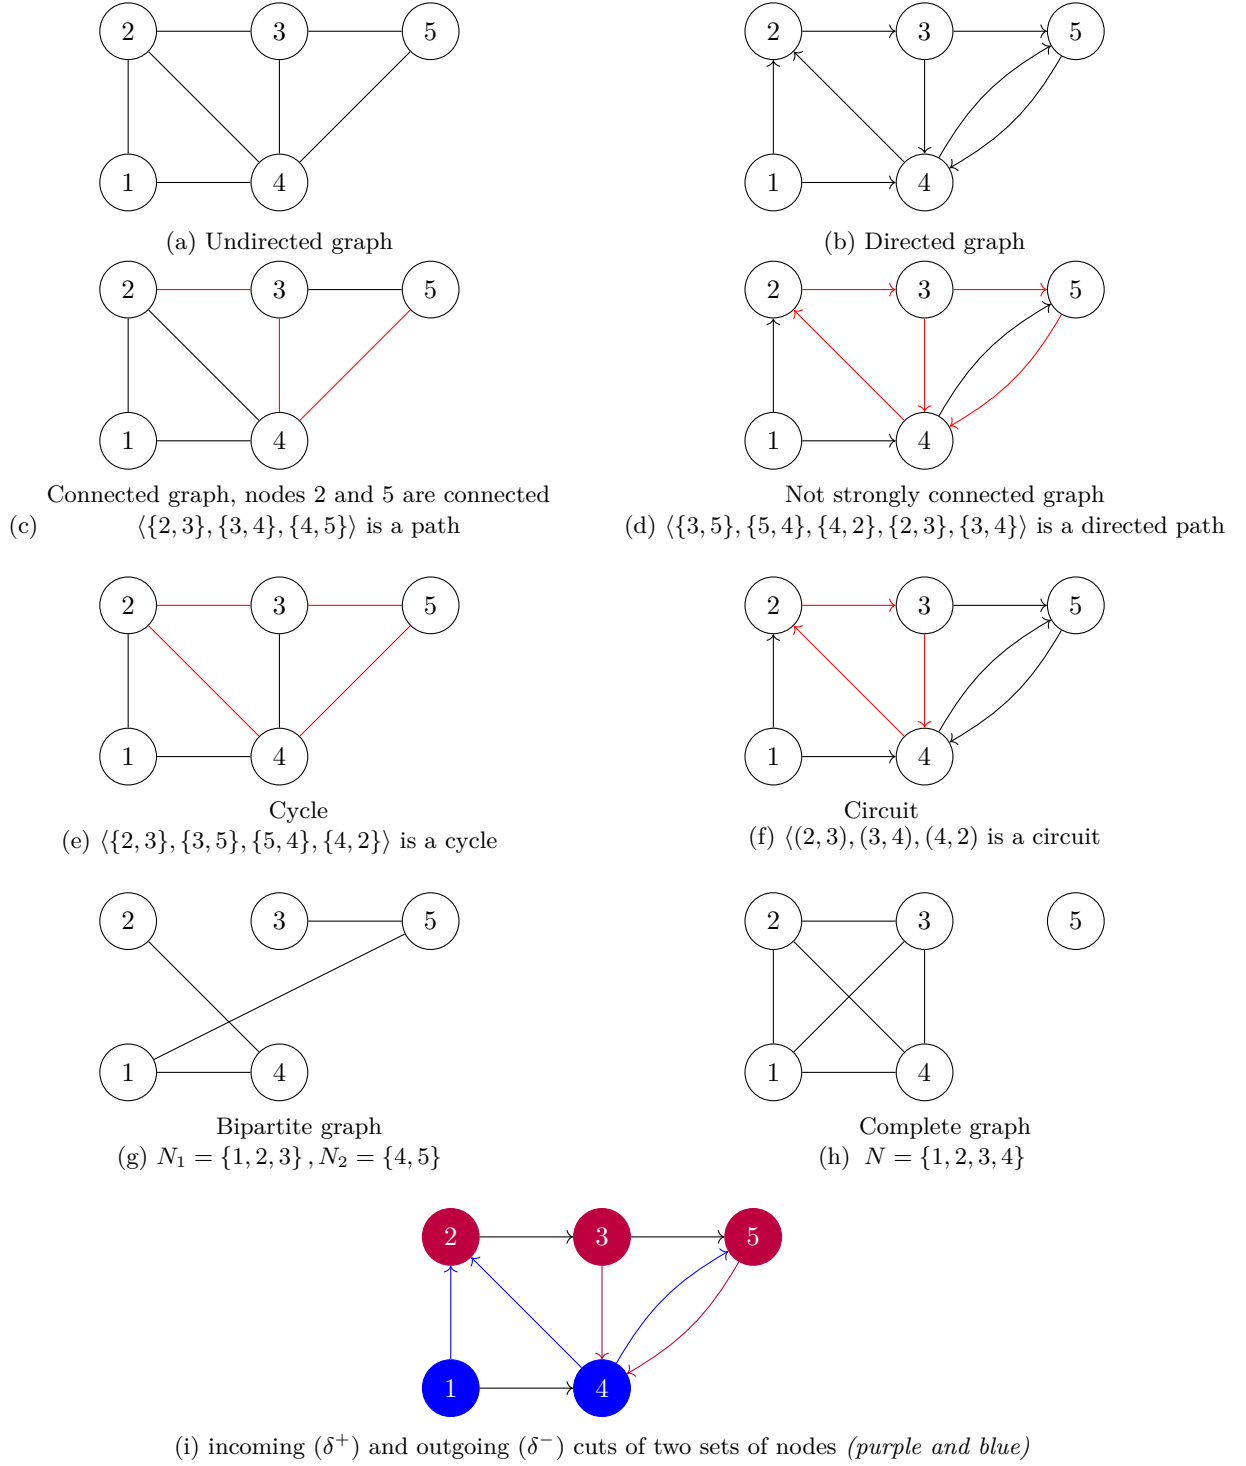 2 3 5
1 4
(a) Undirected graph
2 3 5
1 4
(b) Directed graph
2 3 5
1 4
Connected graph, nodes 2 and 5 are connected
(c) ⟨{2, 3}, {3, 4}, {4, 5}⟩ is a path
2 3 5
1 4
Not strongly connected graph
(d) ⟨{3, 5}, {5, 4}, {4, 2}, {2, 3}, {3, 4}⟩ is a directed path
2 3 5
1 4
Cycle
(e) ⟨{2, 3}, {3, 5}, {5, 4}, {4, 2}⟩ is a cycle
2 3 5
1 4
Circuit
(f) ⟨(2, 3), (3, 4), (4, 2) is a circuit
2 3 5
1 4
Bipartite graph
(g) N₁ = {1, 2, 3} , N₂ = {4, 5}
2 3 5
1 4
Complete graph
(h) N = {1, 2, 3, 4}
2 3 5
1 4
(i) incoming (δ⁺) and outgoing (δ⁻) cuts of two sets of nodes (purple and blue)